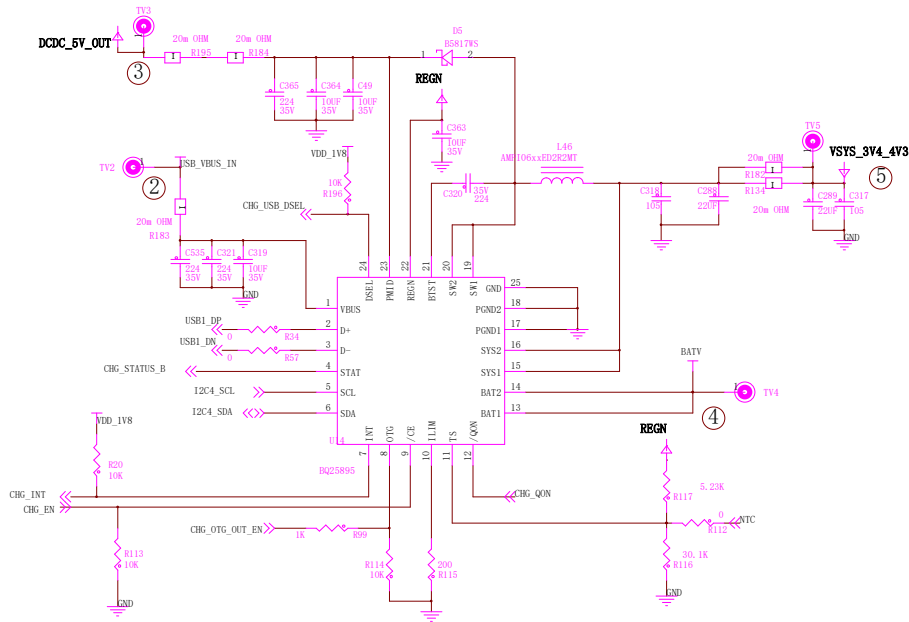 TV3
DCDC_5V_OUT
20m OHM
20m OHM
R195
R184
3
D5
B5817WS
1
2
REGN
C365
224
35V
C364
10UF
35V
C49
10UF
35V
C363
10UF
35V
VDD_1V8
10K
R196
CHG_USB_DSEL
TV2
1
USB_VBUS_IN
2
20m OHM
R183
C535
224
35V
C321
224
35V
C319
10UF
35V
GND
C320
35V
224
L46
20m OHM
R182
R134
20m OHM
TV5
VSYS_3V4_4V3
5
C318
105
C288
22UF
C289
22UF
C317
105
GND
24
23
22
21
20
19
DSEL
PMID
REGN
BTST
SW2
SW1
1
VBUS
2
D+
3
D-
4
STAT
5
SCL
6
SDA
GND
25
PGND2
18
PGND1
17
SYS2
16
SYS1
15
BAT2
14
BAT1
13
INT
OTG
/CE
ILIM
TS
/QON
7
8
9
10
11
12
U14
BQ25895
USB1_DP
0
R34
USB1_DN
0
R57
CHG_STATUS_B
I2C4_SCL
I2C4_SDA
BATV
1
TV4
4
REGN
5.23K
R117
0
R112
NTC
30.1K
R116
GND
VDD_1V8
R20
10K
CHG_INT
CHG_EN
CHG_QON
CHG_OTG_OUT_EN
1K
R99
R113
10K
GND
R114
10K
200
R115